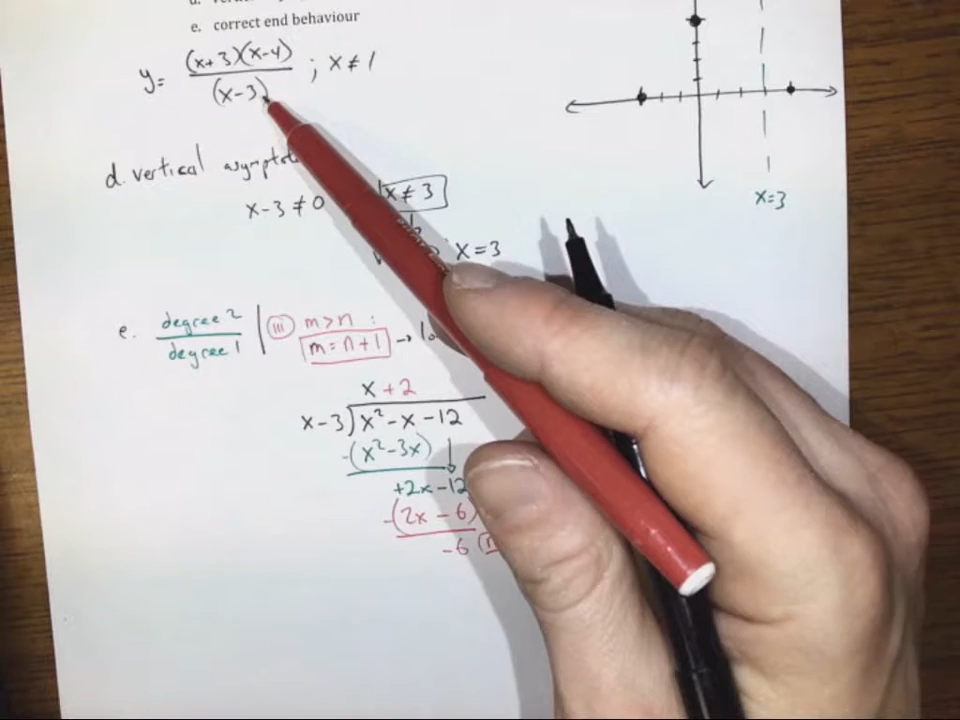 e. correct end behaviour
y= (x+3)(x-4) / (x-3) ; x ≠ 1
d. vertical
x-3 ≠ 0
x ≠ 3
x = 3
x=3
e. degree 2 / degree 1
III m>n :
m = n+1 →
x + 2
x-3 ) x² - x - 12
-(x² - 3x)
+2x -12
-(2x - 6)
-6